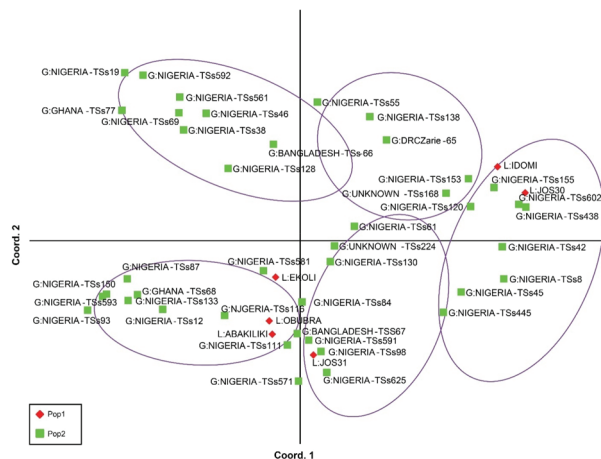 G:NIGERIA-TSs19
G:NIGERIA-TSs592
G:NIGERIA-TSs561
G:NIGERIA-TSs55
G:GHANA-TSs77
G:NIGERIA-TSs46
G:NIGERIA-TSs138
G:NIGERIA-TSs69
G:NIGERIA-TSs38
G:DRCZarie-65
G:BANGLADESH-TSs-66
G:NIGERIA-TSs128
L:IDOMI
G:NIGERIA-TSs153
G:NIGERIA-TSs155
G:UNKNOWN-TSs168
L:JOS30
G:NIGERIA-TSs602
G:NIGERIA-TSs120
G:NIGERIA-TSs438
G:NIGERIA-TSs61
Coord. 2
G:UNKNOWN-TSs224
G:NIGERIA-TSs42
G:NIGERIA-TSs581
G:NIGERIA-TSs130
G:NIGERIA-TSs87
L:EKOLI
G:NIGERIA-TSs8
G:NIGERIA-TSs150
G:GHANA-TSs68
G:NIGERIA-TSs45
G:NIGERIA-TSs593
G:NIGERIA-TSs133
G:NJGERIA-TSs116
G:NIGERIA-TSs84
G:NIGERIA-TSs93
G:NIGERIA-TSs12
L:OBUBRA
G:NIGERIA-TSs445
L:ABAKILIKI
G:BANGLADESH-TSS67
G:NIGERIA-TSs591
G:NIGERIA-TSs111
G:NIGERIA-TSs98
L:JOS31
G:NIGERIA-TSs571
G:NIGERIA-TSs625
Pop1
Pop2
Coord. 1